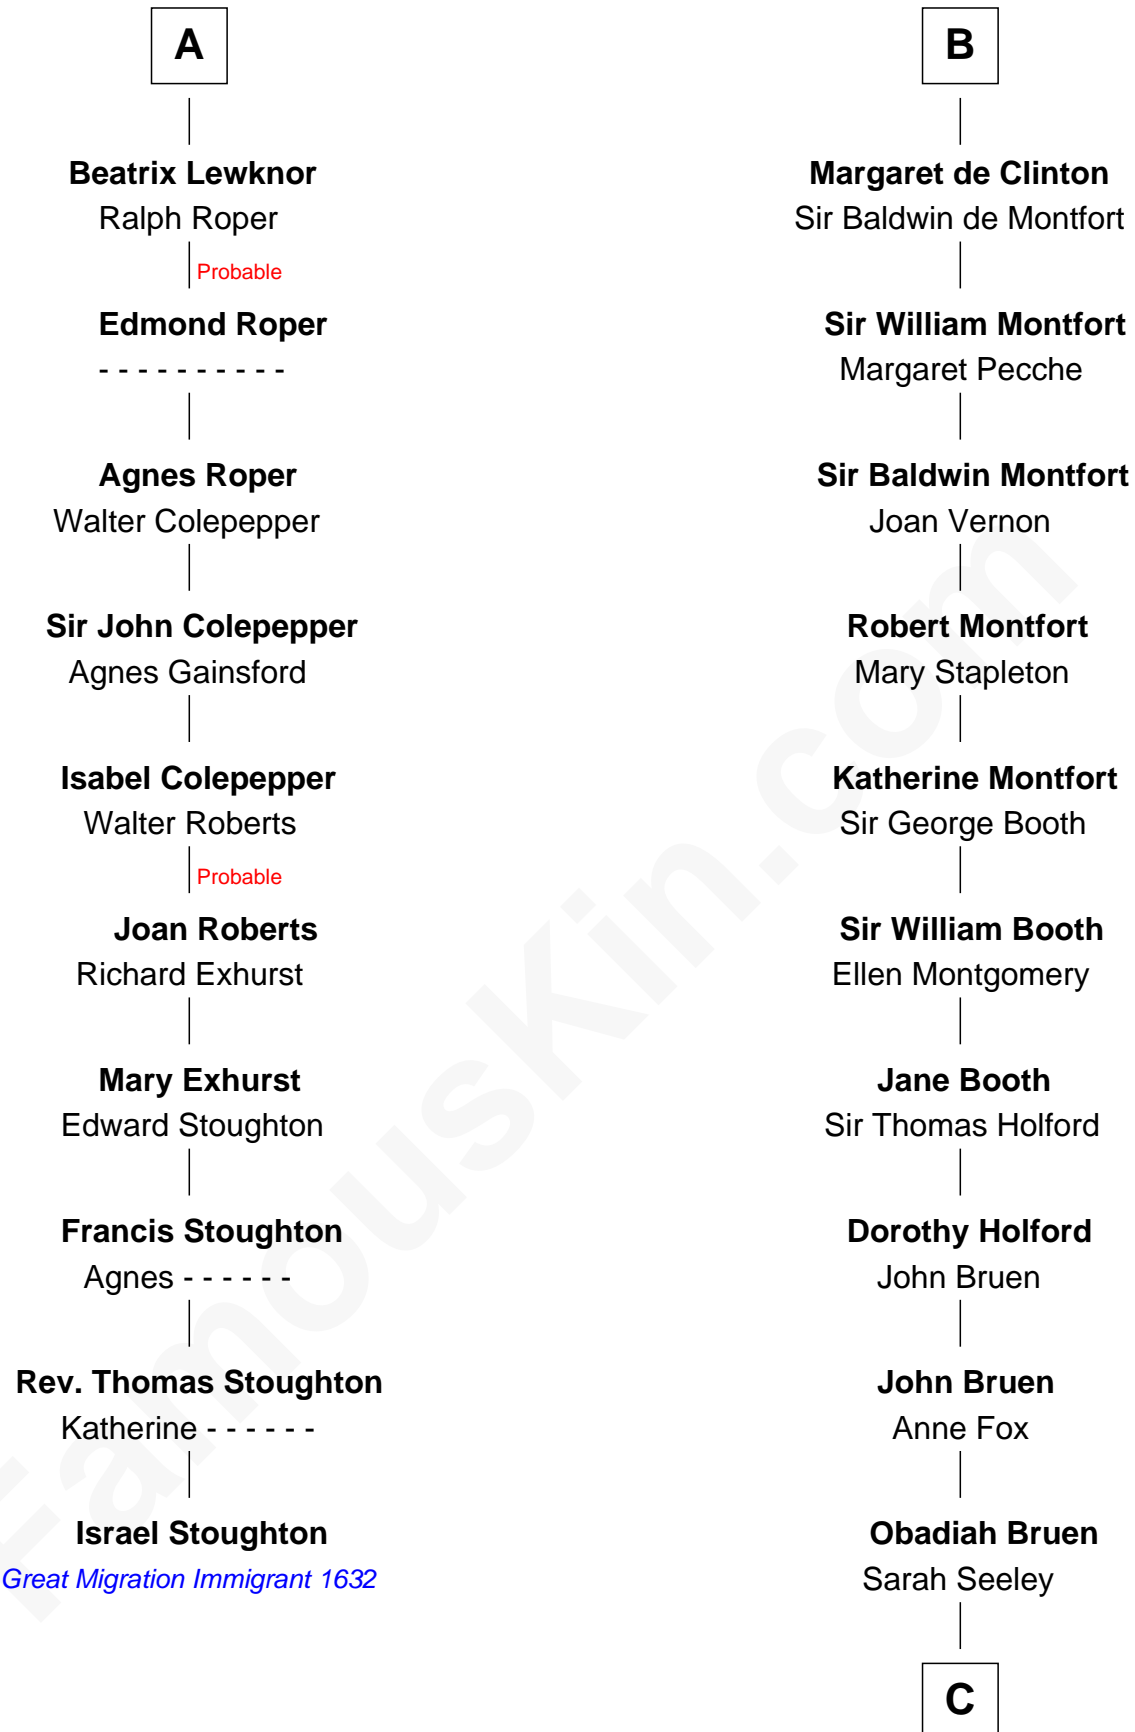 A
Beatrix Lewknor
Ralph Roper
Probable
Edmond Roper
- - - - - - - - - -
Agnes Roper
Walter Colepepper
Sir John Colepepper
Agnes Gainsford
Isabel Colepepper
Walter Roberts
Probable
Joan Roberts
Richard Exhurst
Mary Exhurst
Edward Stoughton
Francis Stoughton
Agnes - - - - - -
Rev. Thomas Stoughton
Katherine - - - - - -
Israel Stoughton
Great Migration Immigrant 1632
B
Margaret de Clinton
Sir Baldwin de Montfort
Sir William Montfort
Margaret Pecche
Sir Baldwin Montfort
Joan Vernon
Robert Montfort
Mary Stapleton
Katherine Montfort
Sir George Booth
Sir William Booth
Ellen Montgomery
Jane Booth
Sir Thomas Holford
Dorothy Holford
John Bruen
John Bruen
Anne Fox
Obadiah Bruen
Sarah Seeley
C
FamousKin.com